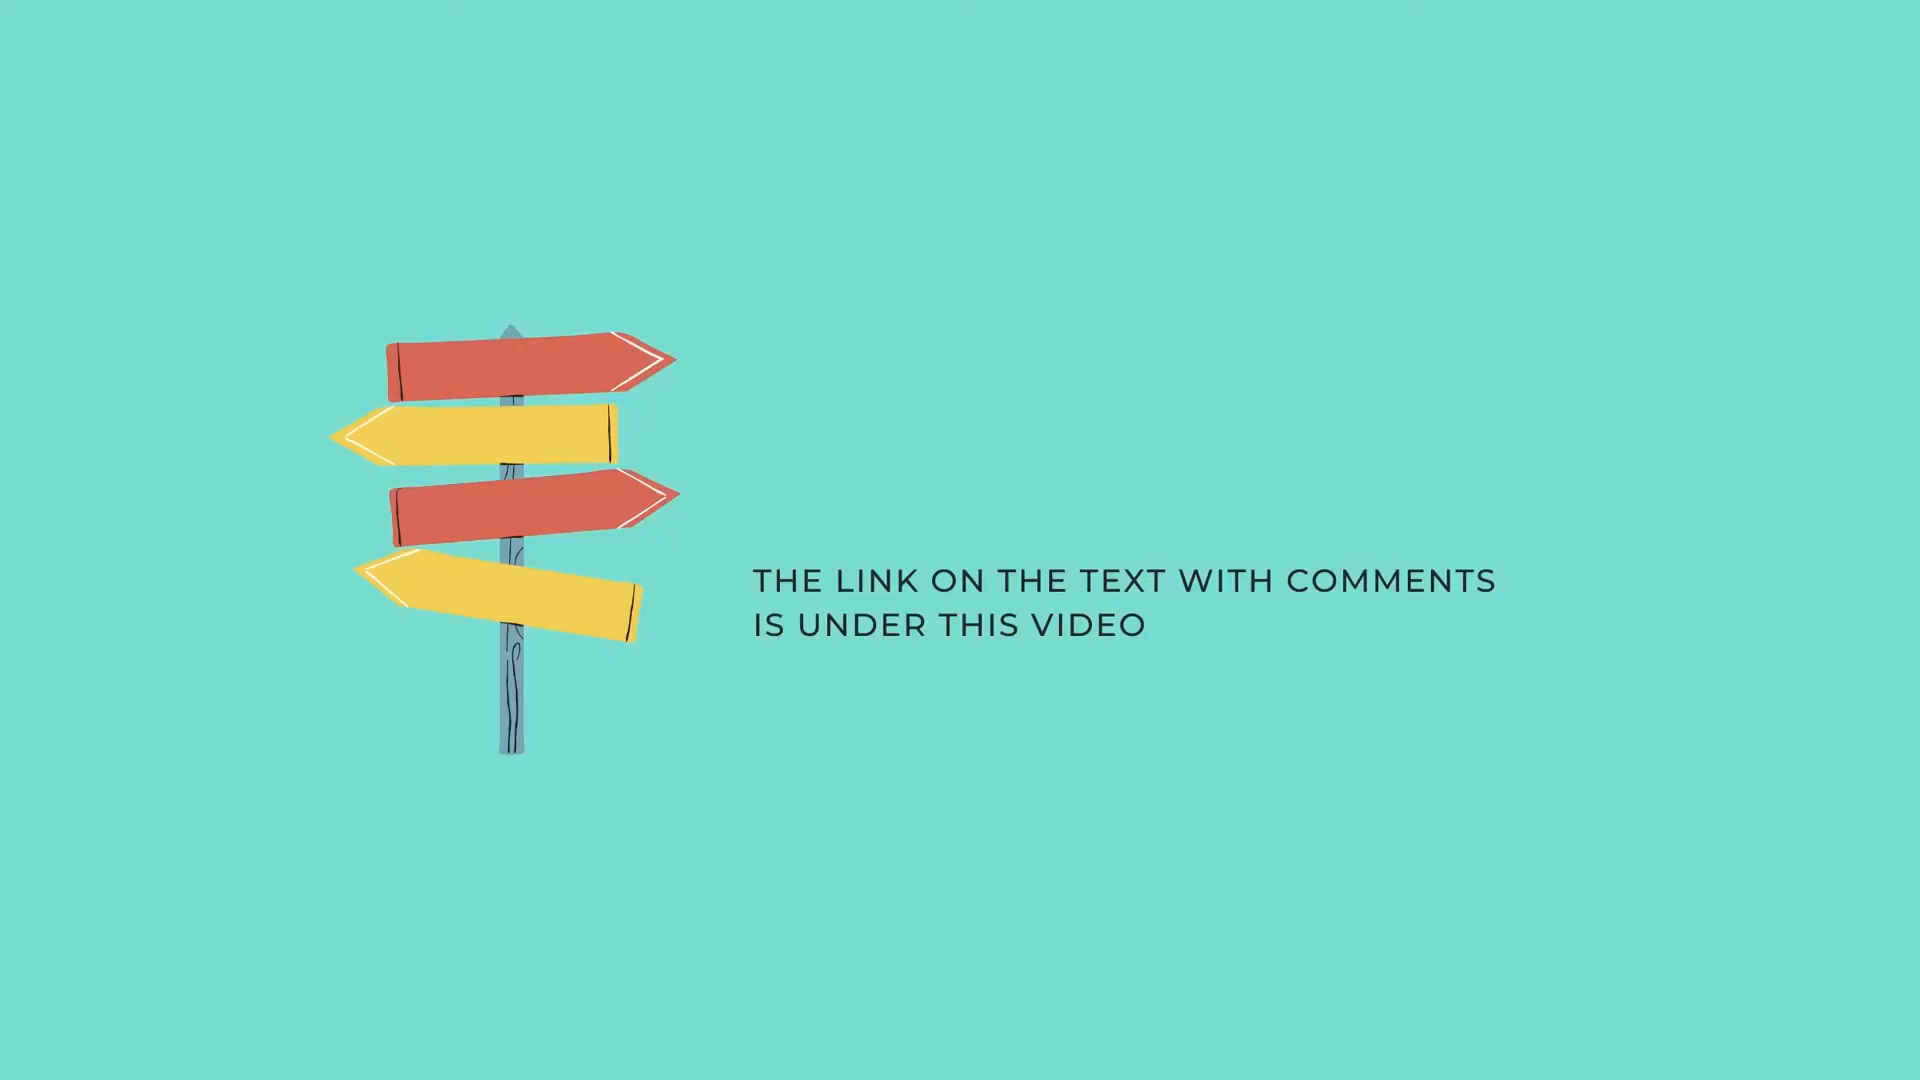 THE LINK ON THE TEXT WITH COMMENTS
IS UNDER THIS VIDEO